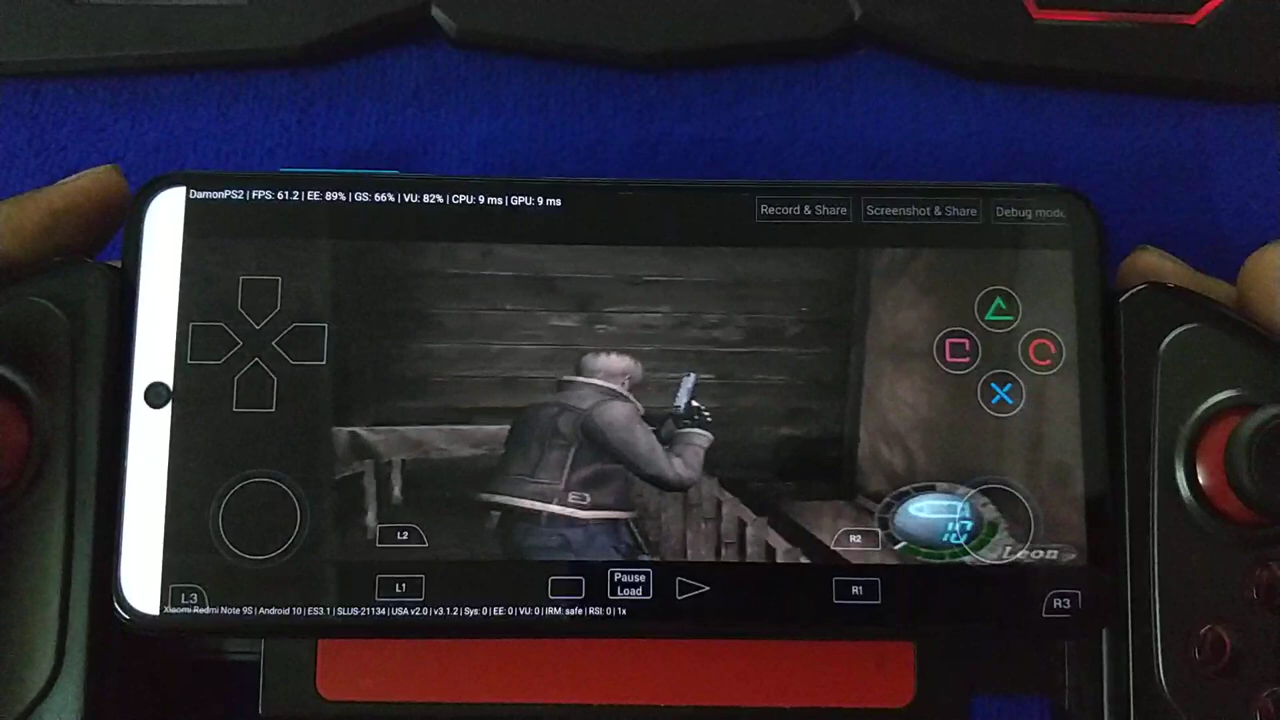 DamonPS2 | FPS: 61.2 | EE: 89% | GS: 66% | VU: 82% | CPU: 9 ms | GPU: 9 ms
Record & Share
Screenshot & Share
Debug mode
L2
R2
10
Leon
L3
L1
Pause
Load
R1
R3
Xiaomi Redmi Note 9S | Android 10 | ES3.1 | SLUS-21134 | USA v2.0 | v3.1.2 | Sys: 0 | EE: 0 | VU: 0 | IRM: safe | RSI: 0 | 1x